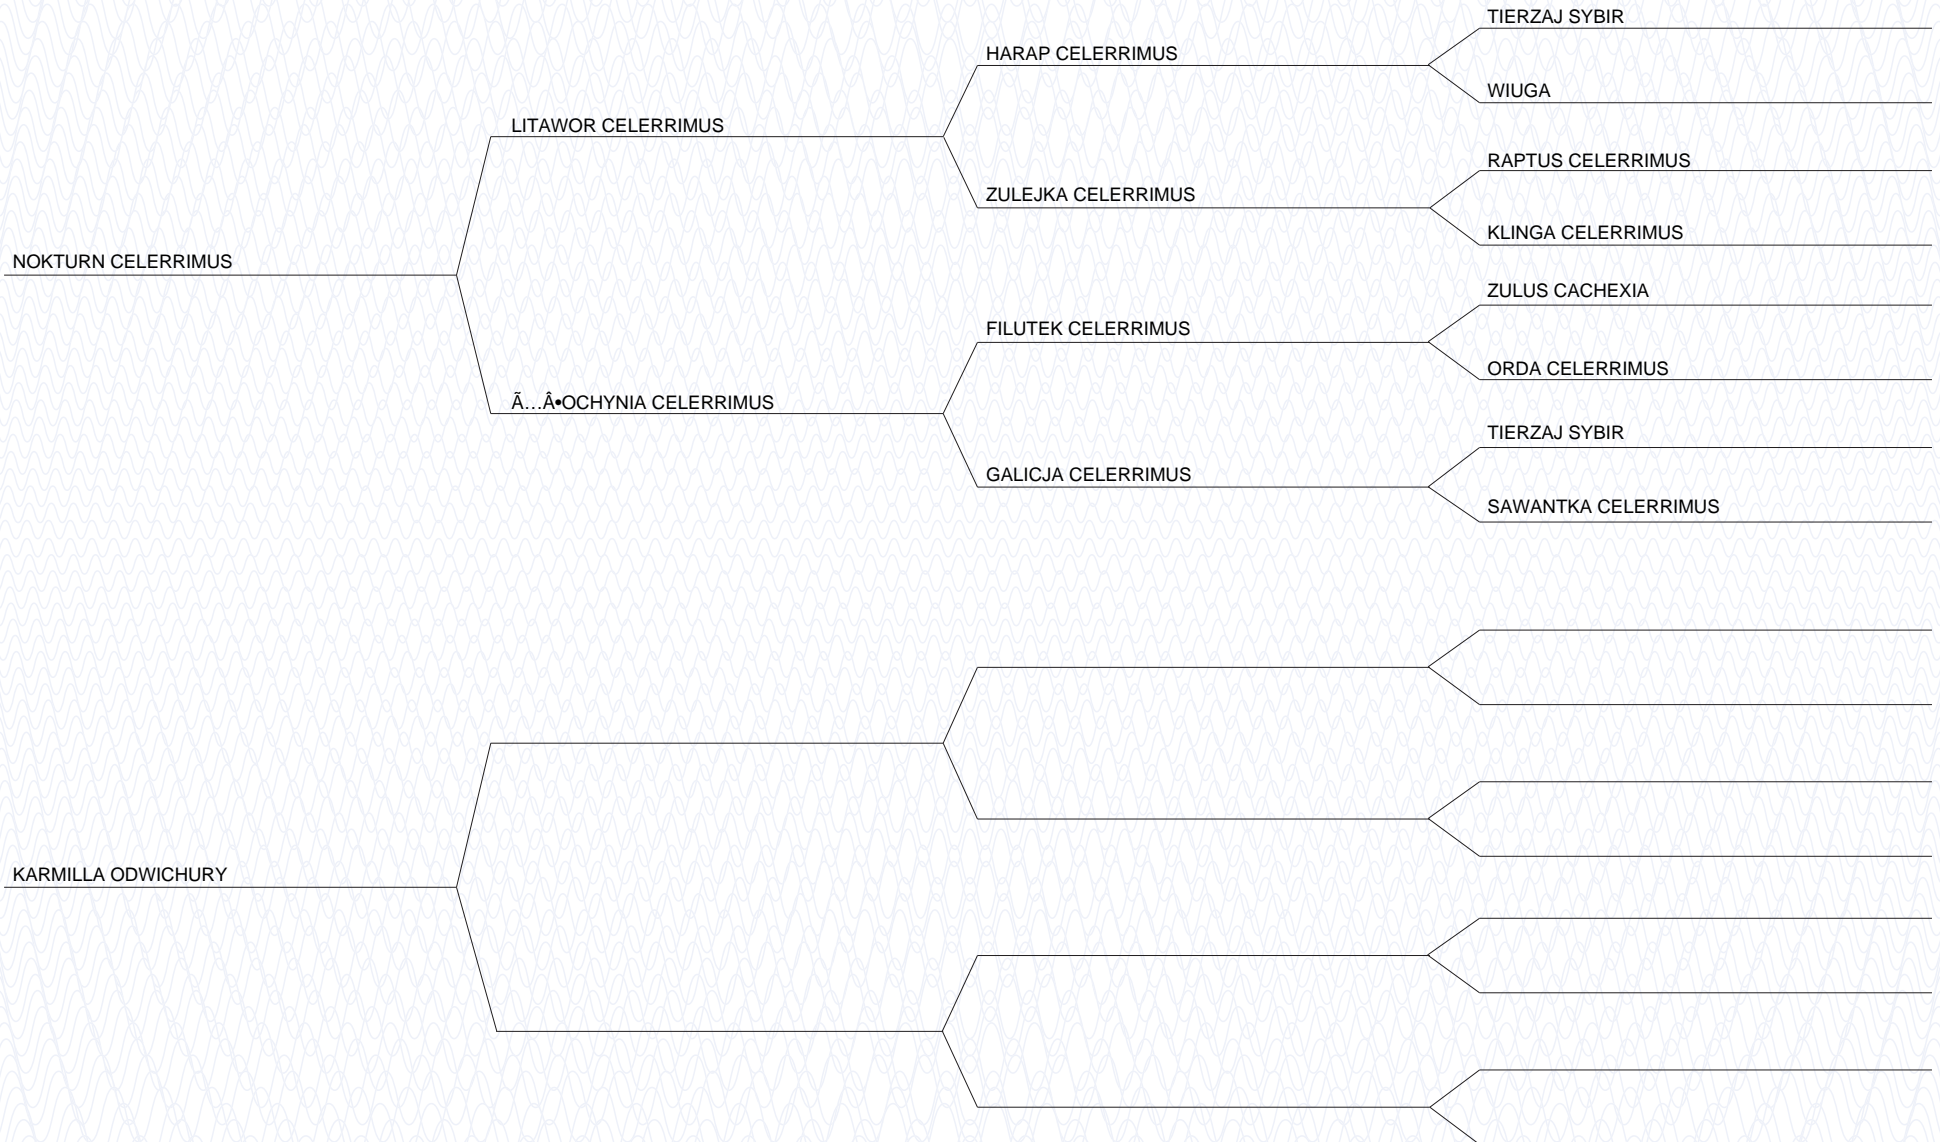 TIERZAJ SYBIR
HARAP CELERRIMUS
WIUGA
LITAWOR CELERRIMUS
RAPTUS CELERRIMUS
ZULEJKA CELERRIMUS
KLINGA CELERRIMUS
NOKTURN CELERRIMUS
ZULUS CACHEXIA
FILUTEK CELERRIMUS
ORDA CELERRIMUS
Ã…Â•OCHYNIA CELERRIMUS
TIERZAJ SYBIR
GALICJA CELERRIMUS
SAWANTKA CELERRIMUS
KARMILLA ODWICHURY